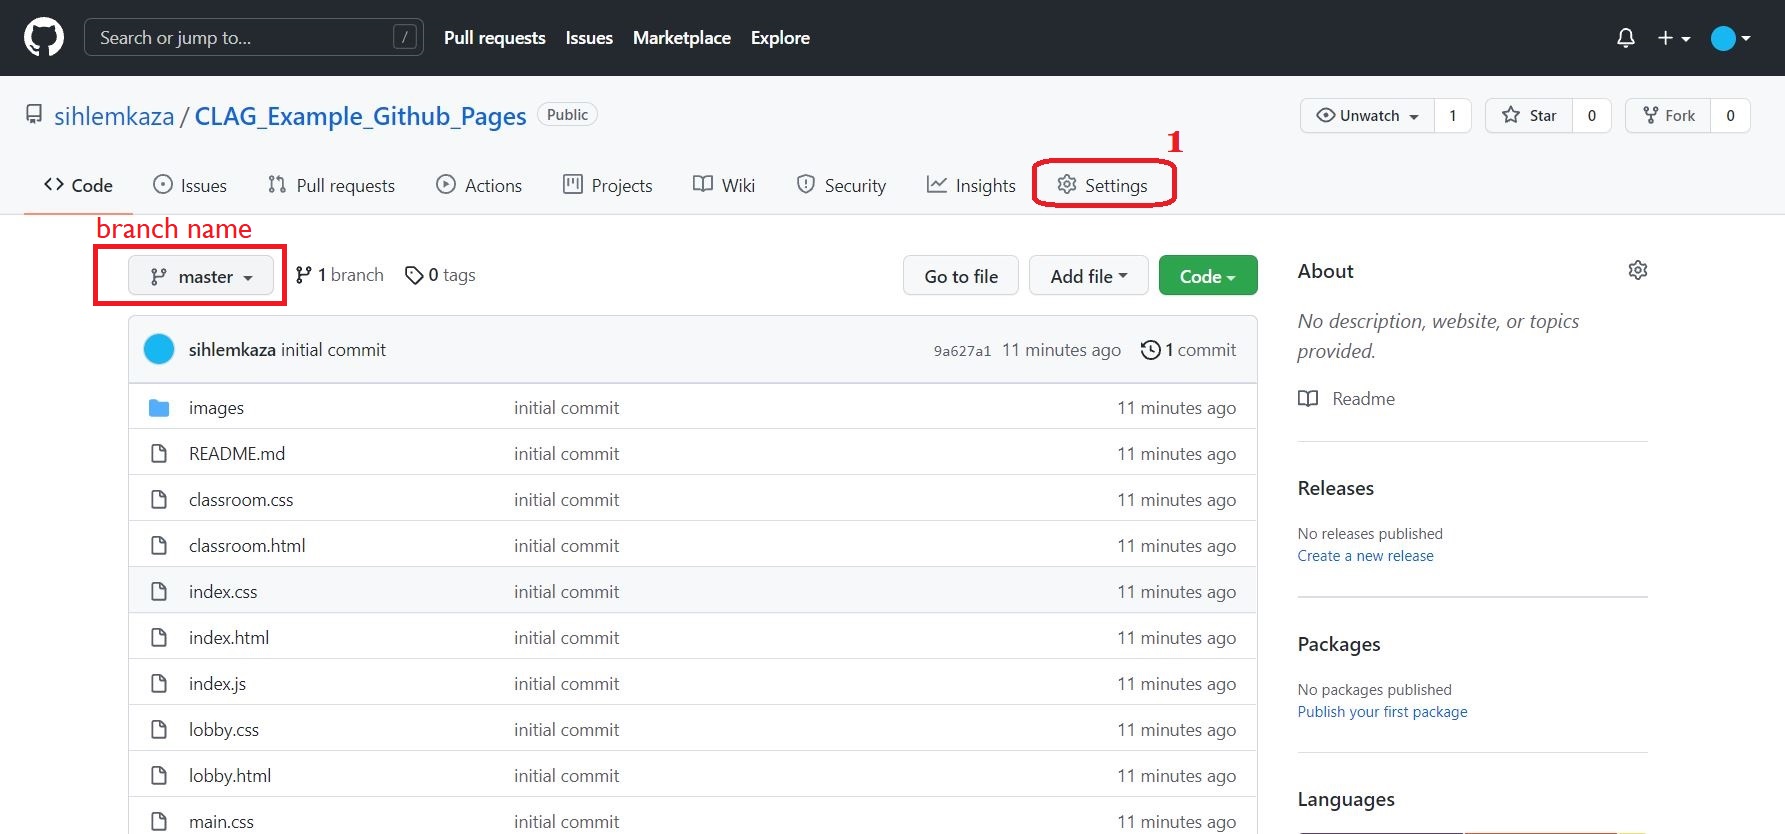 Search or jump to... / Pull requests Issues Marketplace Explore
sihlemkaza / CLAG_Example_Github_Pages Public Unwatch 1 Star 0 Fork 0
1
Code Issues Pull requests Actions Projects Wiki Security Insights Settings
branch name
master 1 branch 0 tags Go to file Add file Code
sihlemkaza initial commit 9a627a1 11 minutes ago 1 commit
images initial commit 11 minutes ago
README.md initial commit 11 minutes ago
classroom.css initial commit 11 minutes ago
classroom.html initial commit 11 minutes ago
index.css initial commit 11 minutes ago
index.html initial commit 11 minutes ago
index.js initial commit 11 minutes ago
lobby.css initial commit 11 minutes ago
lobby.html initial commit 11 minutes ago
main.css initial commit 11 minutes ago
About
No description, website, or topics
provided.
Readme
Releases
No releases published
Create a new release
Packages
No packages published
Publish your first package
Languages